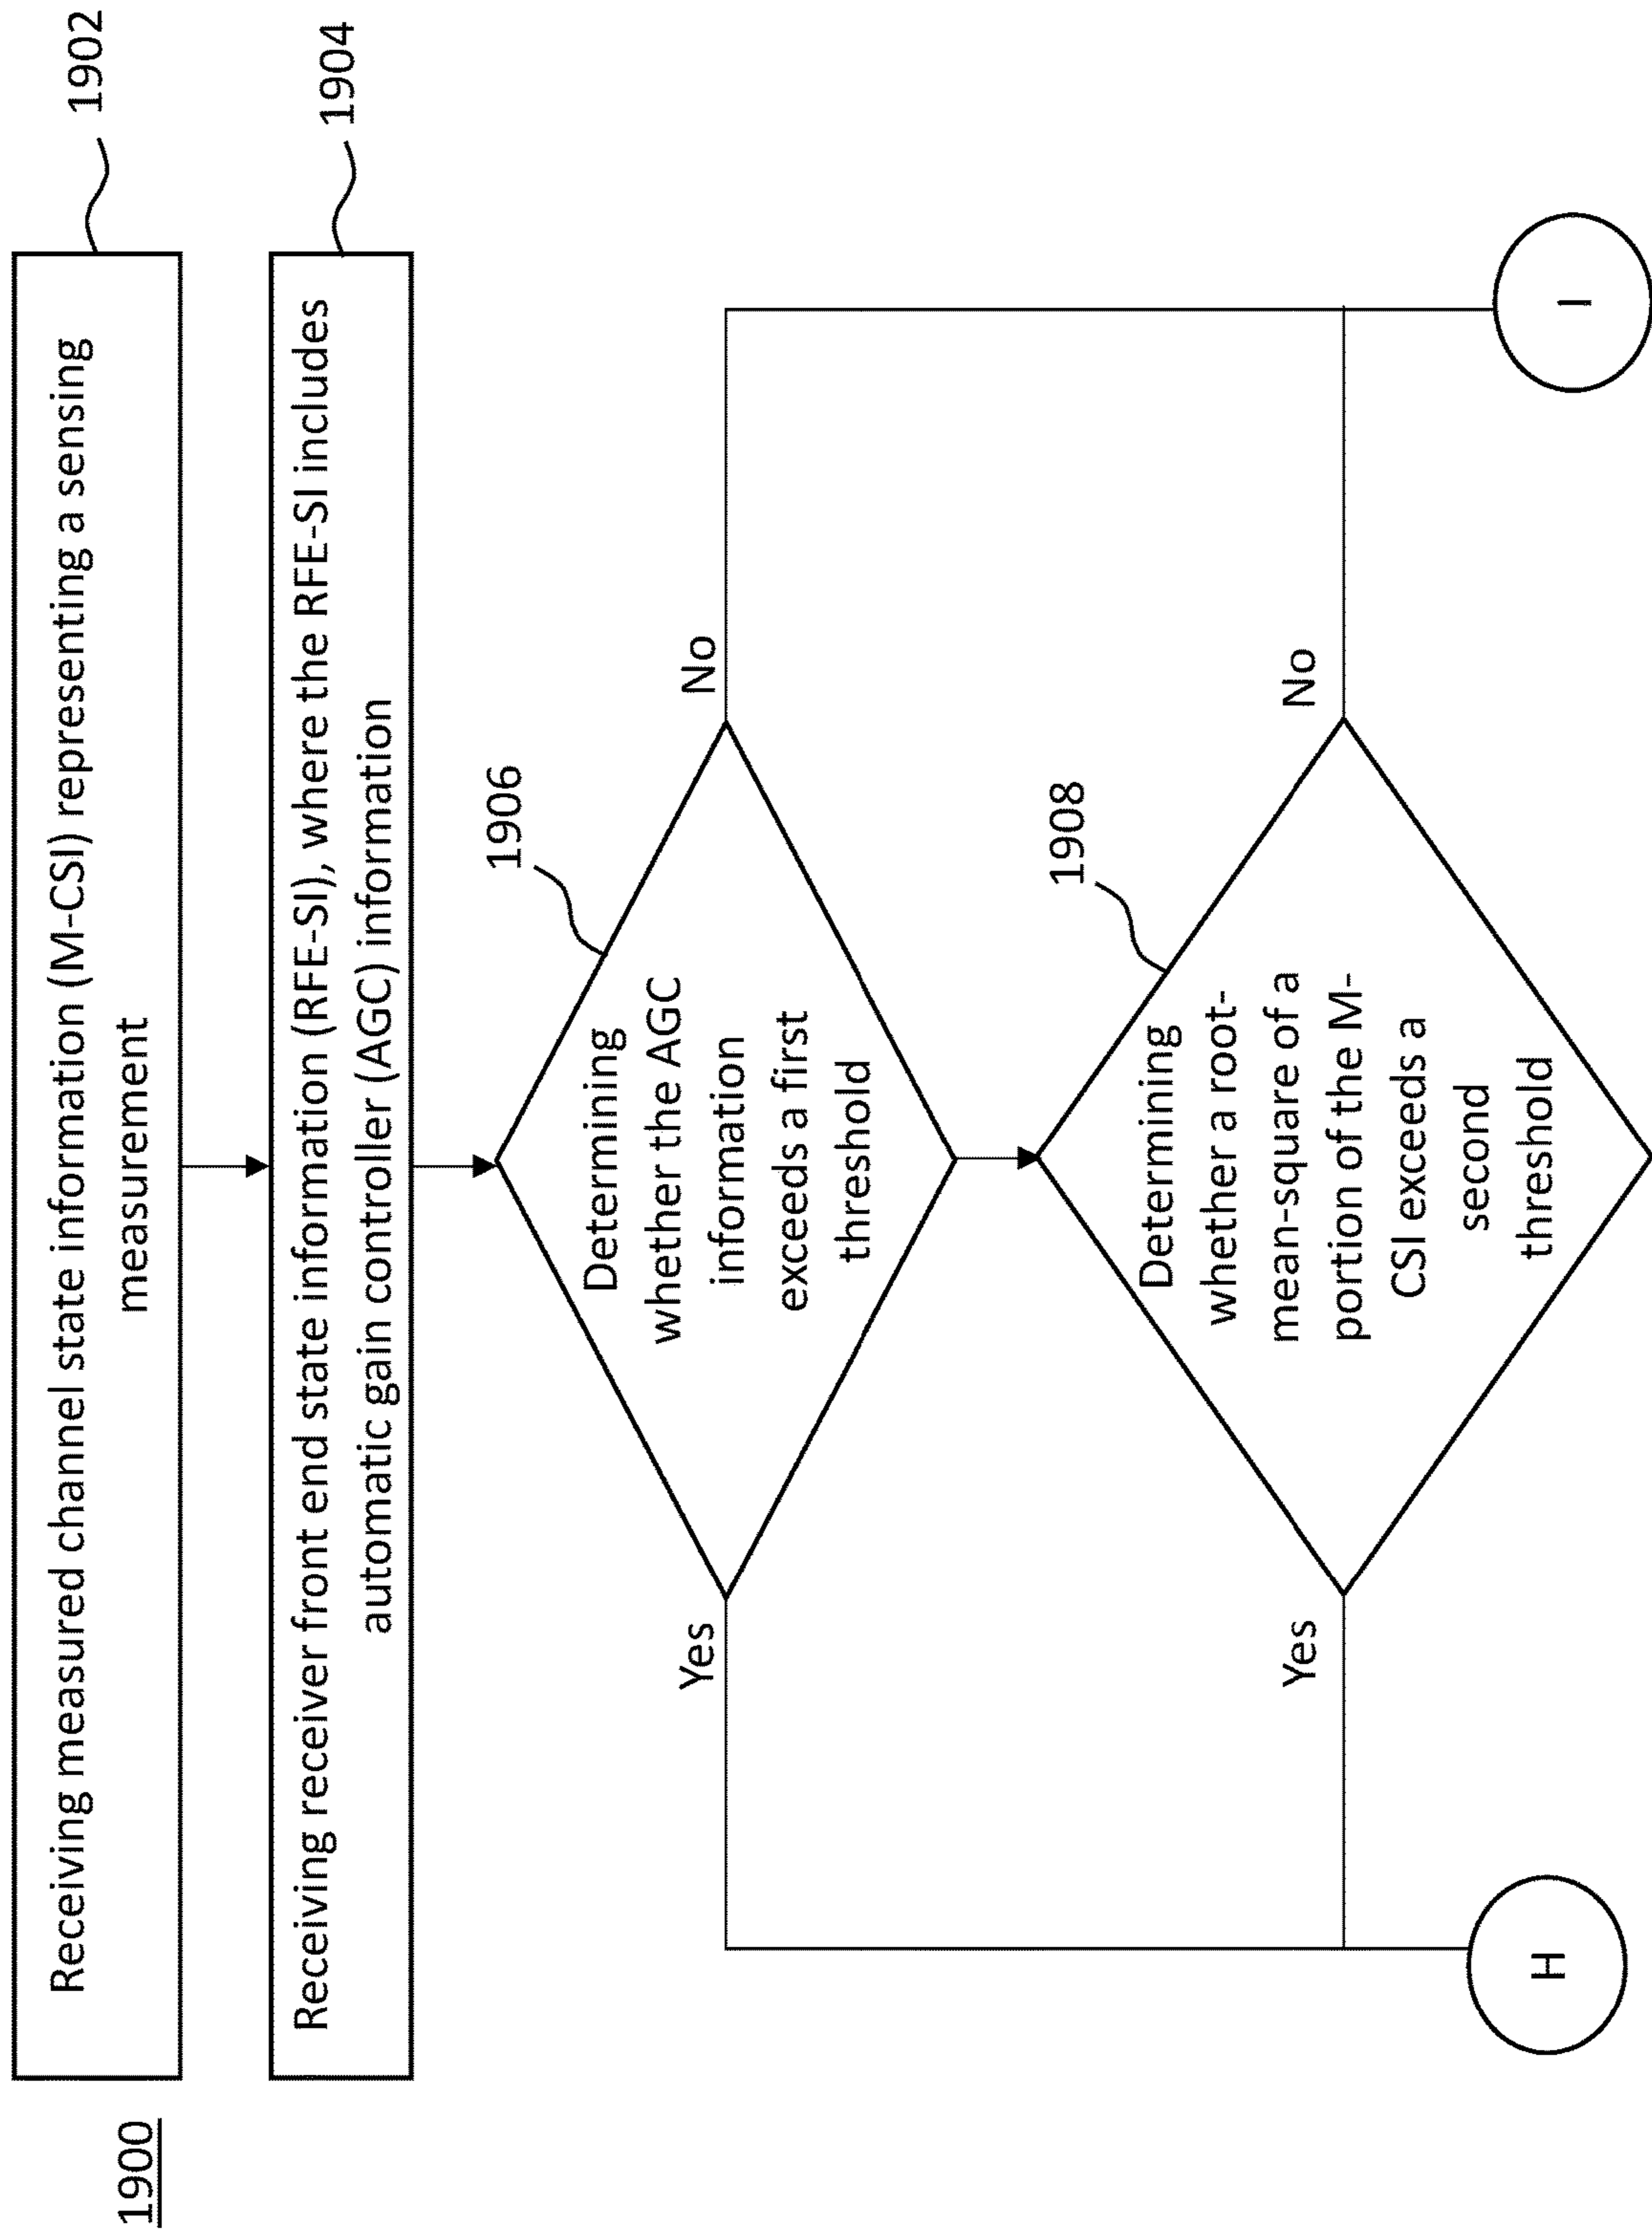 1900
Receiving measured channel state information (M-CSI) representing a sensing
measurement
1902
Receiving receiver front end state information (RFE-SI), where the RFE-SI includes
automatic gain controller (AGC) information
1904
1906
Determining
whether the AGC
information
exceeds a first
threshold
Yes
No
1908
Determining
whether a root-
mean-square of a
portion of the M-
CSI exceeds a
second
threshold
Yes
No
H
I